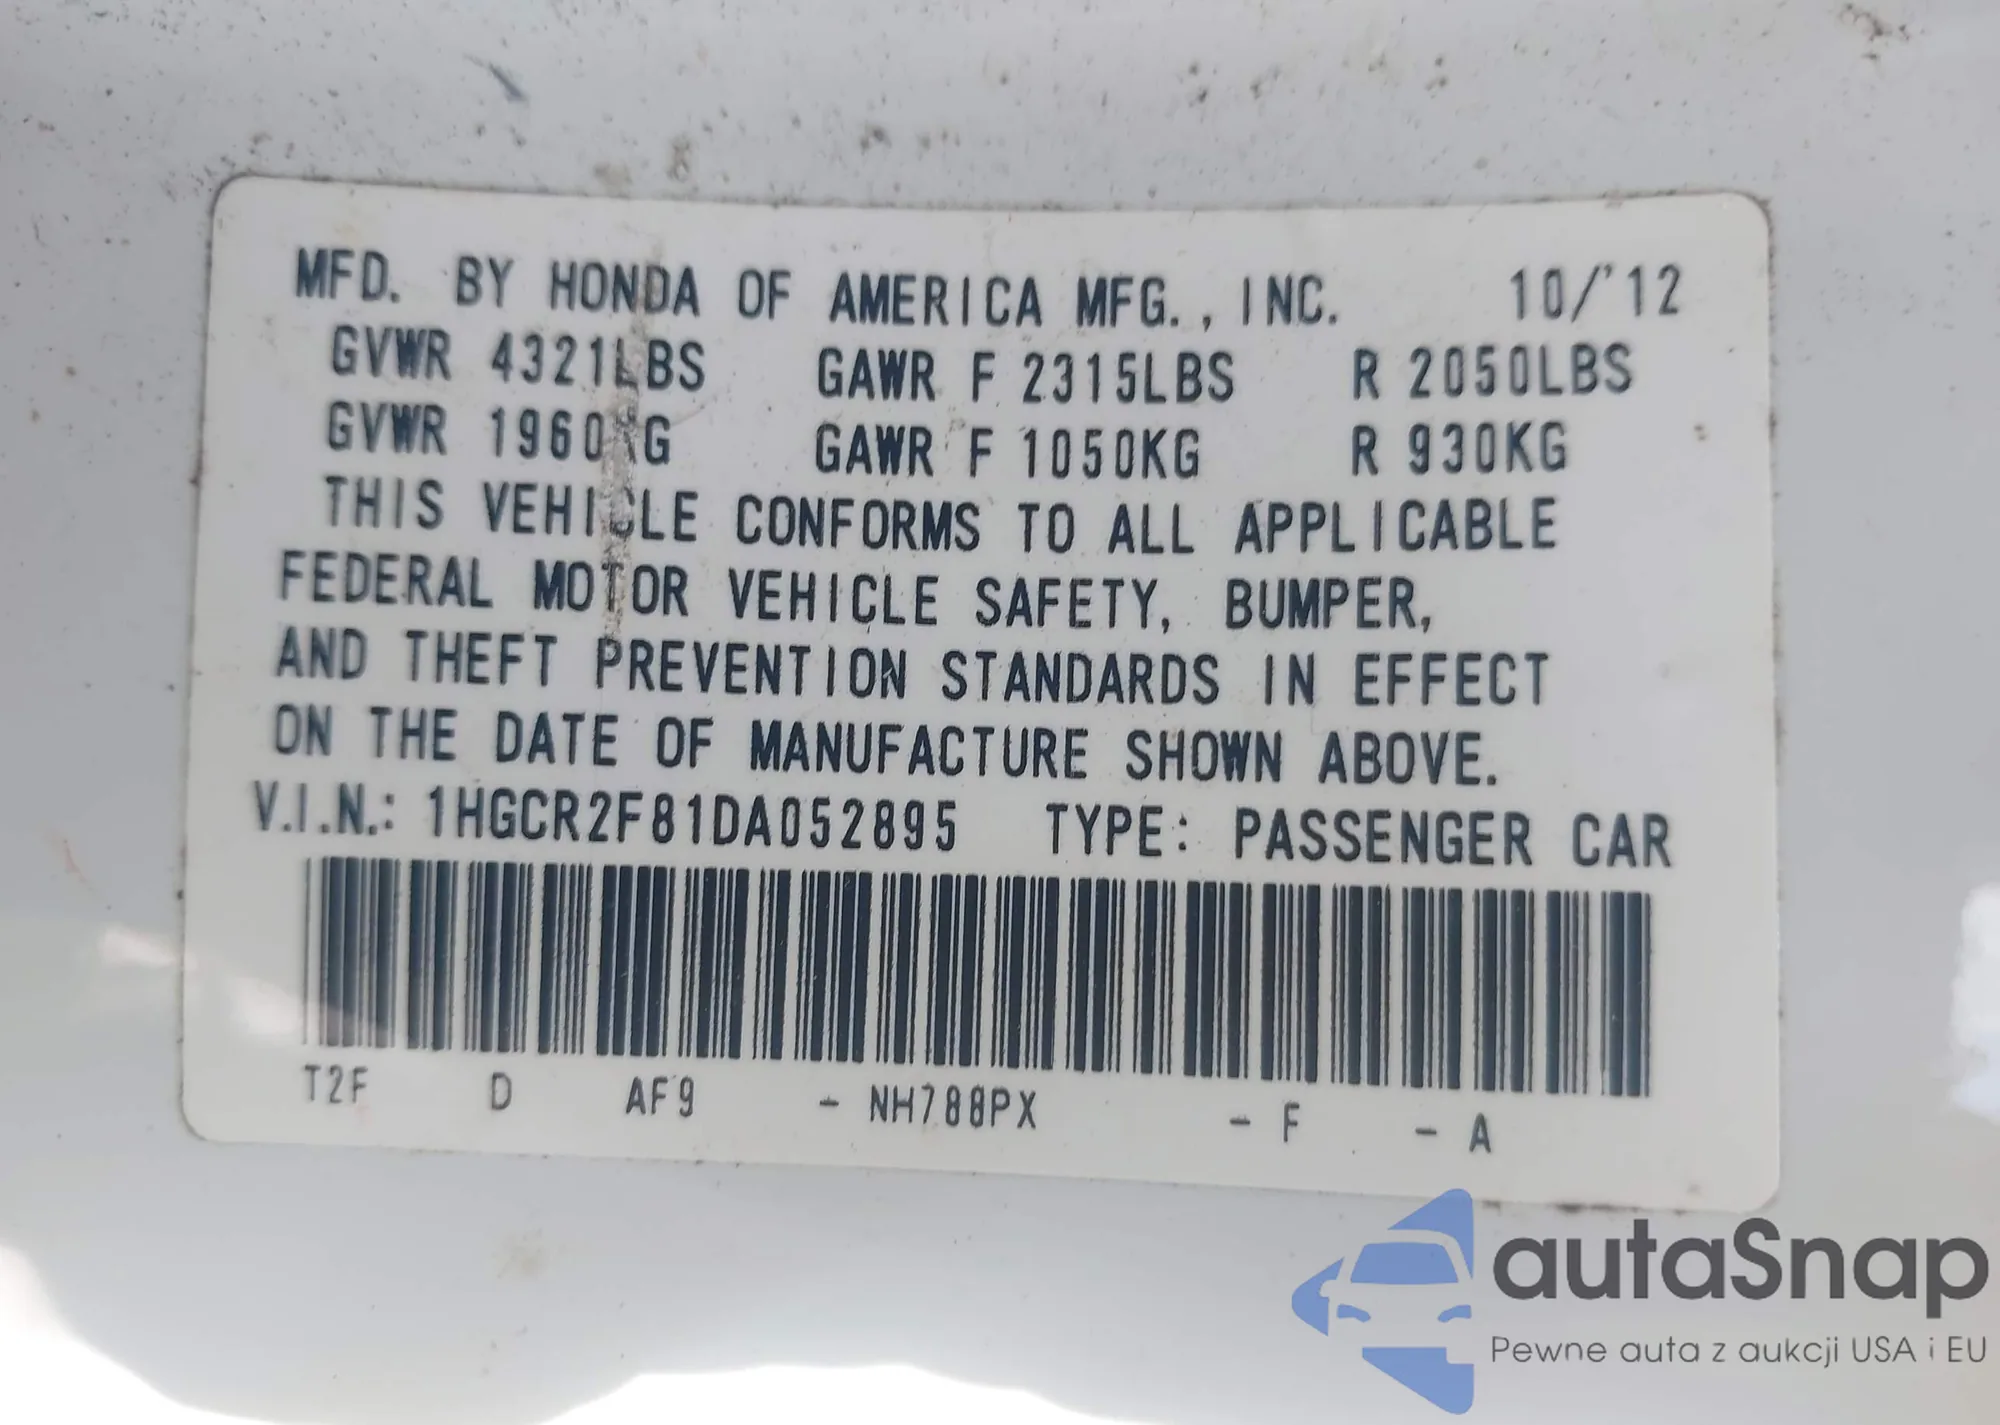 MFD. BY HONDA OF AMERICA MFG., INC. 10/'12
GVWR 4321LBS GAWR F 2315LBS R 2050LBS
GVWR 1960KG GAWR F 1050KG R 930KG
THIS VEHICLE CONFORMS TO ALL APPLICABLE
FEDERAL MOTOR VEHICLE SAFETY, BUMPER,
AND THEFT PREVENTION STANDARDS IN EFFECT
ON THE DATE OF MANUFACTURE SHOWN ABOVE.
V.I.N.: 1HGCR2F81DA052895 TYPE: PASSENGER CAR
T2F D AF9 - NH788PX - F - A
autaSnap
Pewne auta z aukcji USA i EU